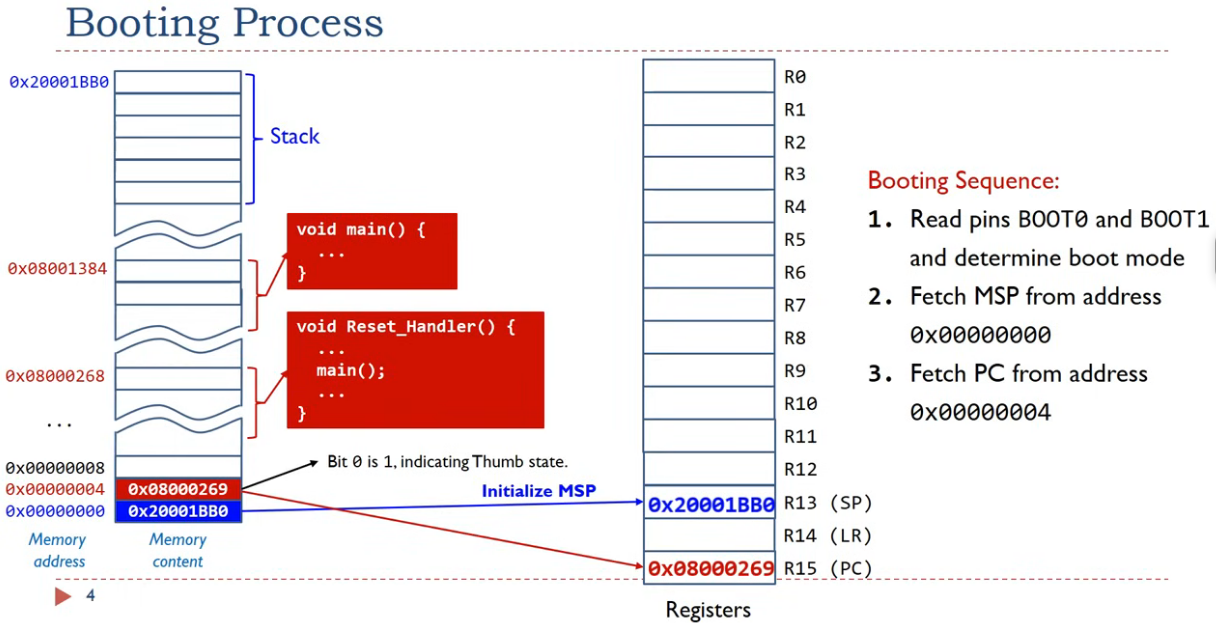 Booting Process
0x20001BB0
Stack
void main() {
...
}
0x08001384
void Reset_Handler() {
...
main();
...
}
0x08000268
...
0x00000008
Bit 0 is 1, indicating Thumb state.
0x00000004 0x08000269
0x00000000 0x20001BB0
Initialize MSP
Memory
address
Memory
content
4
R0
R1
R2
R3
R4
R5
R6
R7
R8
R9
R10
R11
R12
0x20001BB0 R13 (SP)
R14 (LR)
0x08000269 R15 (PC)
Registers
Booting Sequence:
1. Read pins BOOT0 and BOOT1
and determine boot mode
2. Fetch MSP from address
0x00000000
3. Fetch PC from address
0x00000004